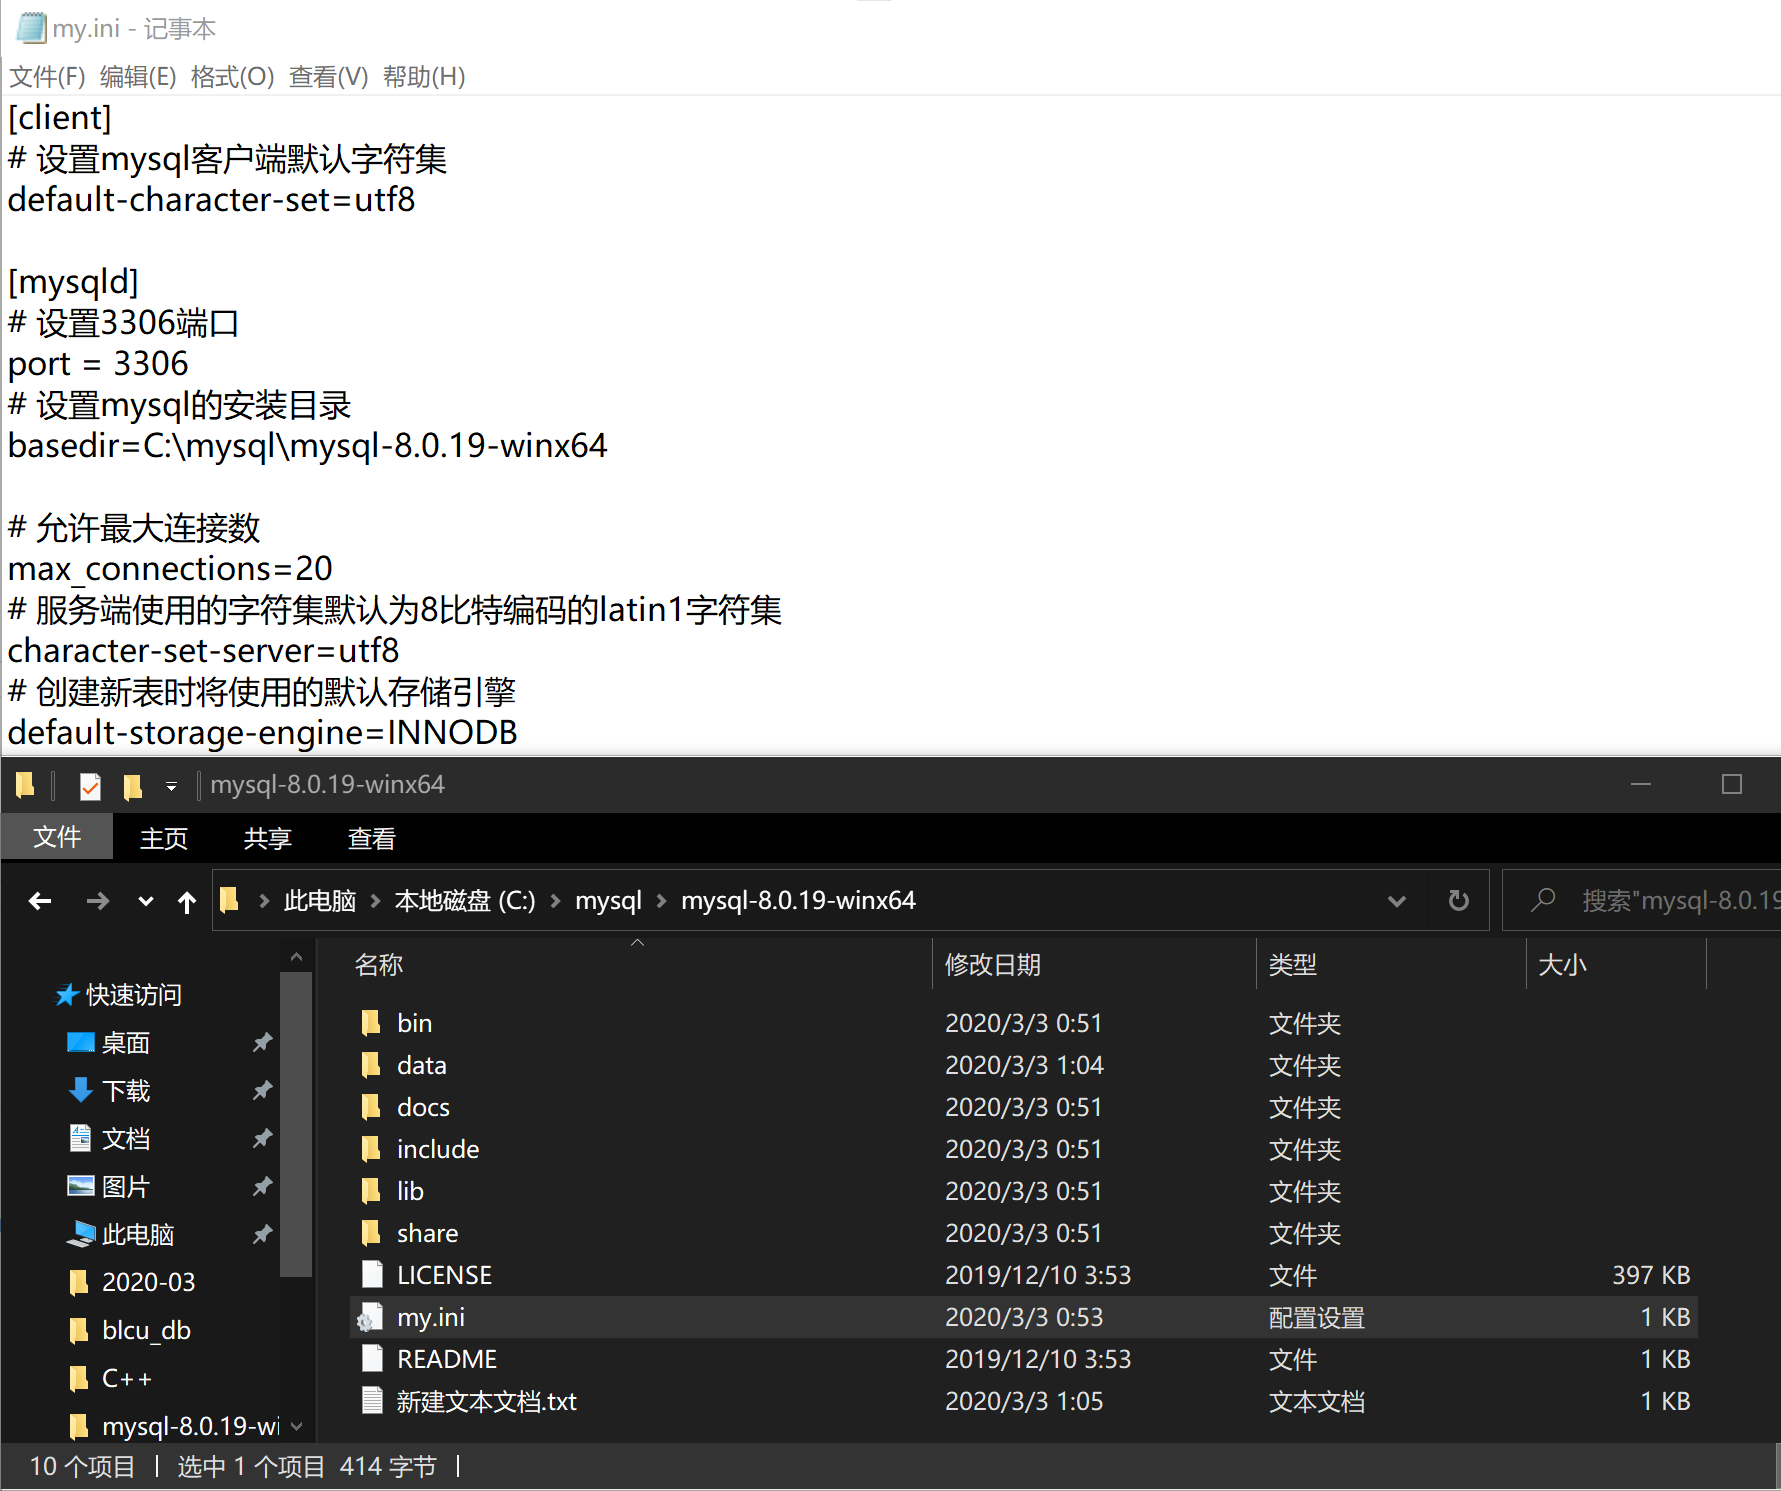 my.ini - 记事本
文件(F) 编辑(E) 格式(O) 查看(V) 帮助(H)
[client]
# 设置mysql客户端默认字符集
default-character-set=utf8
[mysqld]
# 设置3306端口
port = 3306
# 设置mysql的安装目录
basedir=C:\mysql\mysql-8.0.19-winx64
# 允许最大连接数
max_connections=20
# 服务端使用的字符集默认为8比特编码的latin1字符集
character-set-server=utf8
# 创建新表时将使用的默认存储引擎
default-storage-engine=INNODB
mysql-8.0.19-winx64
文件 主页 共享 查看
此电脑 本地磁盘 (C:) mysql mysql-8.0.19-winx64 搜索"mysql-8.0.19
名称 修改日期 类型 大小
快速访问
桌面
下载
文档
图片
此电脑
2020-03
blcu_db
C++
mysql-8.0.19-wi
bin 2020/3/3 0:51 文件夹
data 2020/3/3 1:04 文件夹
docs 2020/3/3 0:51 文件夹
include 2020/3/3 0:51 文件夹
lib 2020/3/3 0:51 文件夹
share 2020/3/3 0:51 文件夹
LICENSE 2019/12/10 3:53 文件 397 KB
my.ini 2020/3/3 0:53 配置设置 1 KB
README 2019/12/10 3:53 文件 1 KB
新建文本文档.txt 2020/3/3 1:05 文本文档 1 KB
10 个项目 选中 1 个项目 414 字节